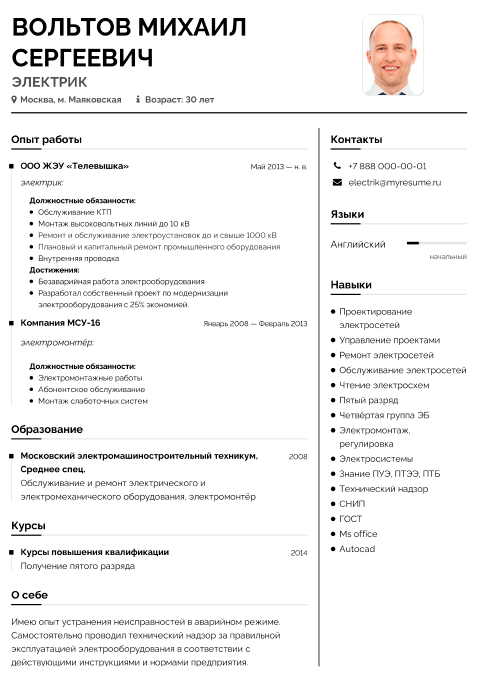 ВОЛЬТОВ МИХАИЛ
СЕРГЕЕВИЧ
ЭЛЕКТРИК
Москва, м. Маяковская Возраст: 30 лет
Опыт работы
ООО ЖЭУ «Телевышка» Май 2013 — н. в.
электрик:
Должностные обязанности:
Обслуживание КТП
Монтаж высоковольтных линий до 10 кВ
Ремонт и обслуживание электроустановок до и свыше 1000 кВ
Плановый и капитальный ремонт промышленного оборудования
Внутренняя проводка
Достижения:
Безаварийная работа электрооборудования
Разработал собственный проект по модернизации
электрооборудования с 25% экономией.
Компания МСУ-16 Январь 2008 — Февраль 2013
электромонтёр:
Должностные обязанности:
Электромонтажные работы
Абонентское обслуживание
Монтаж слаботочных систем
Образование
Московский электромашиностроительный техникум, 2008
Среднее спец.
Обслуживание и ремонт электрического и
электромеханического оборудования, электромонтёр
Курсы
Курсы повышения квалификации 2014
Получение пятого разряда
О себе
Имею опыт устранения неисправностей в аварийном режиме.
Самостоятельно проводил технический надзор за правильной
эксплуатацией электрооборудования в соответствии с
действующими инструкциями и нормами предприятия.
Контакты
+7 888 000-00-01
electrik@myresume.ru
Языки
Английский
начальный
Навыки
Проектирование
электросетей
Управление проектами
Ремонт электросетей
Обслуживание электросетей
Чтение электросхем
Пятый разряд
Четвёртая группа ЭБ
Электромонтаж,
регулировка
Электросистемы
Знание ПУЭ, ПТЭЭ, ПТБ
Технический надзор
СНИП
ГОСТ
Ms office
Autocad